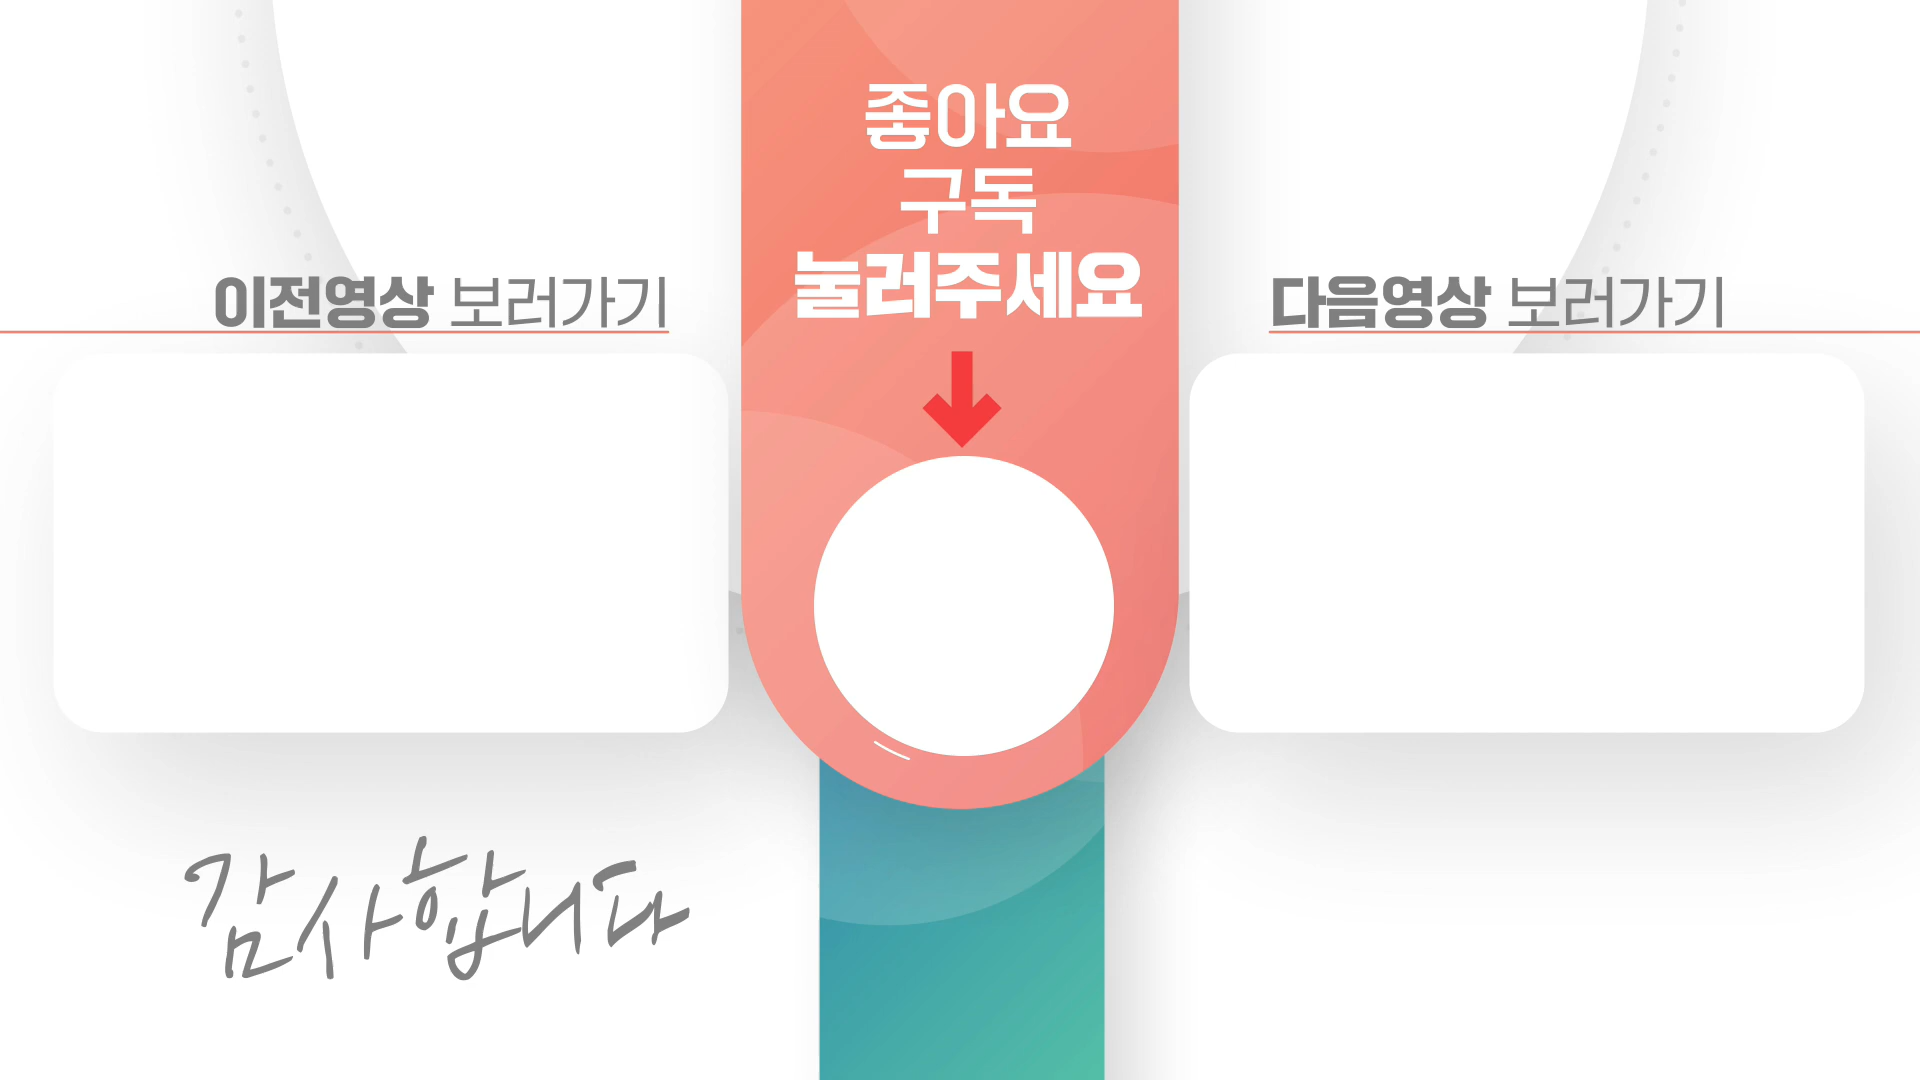 좋아요
구독
눌러주세요
이전영상 보러가기
다음영상 보러가기
감사합니다